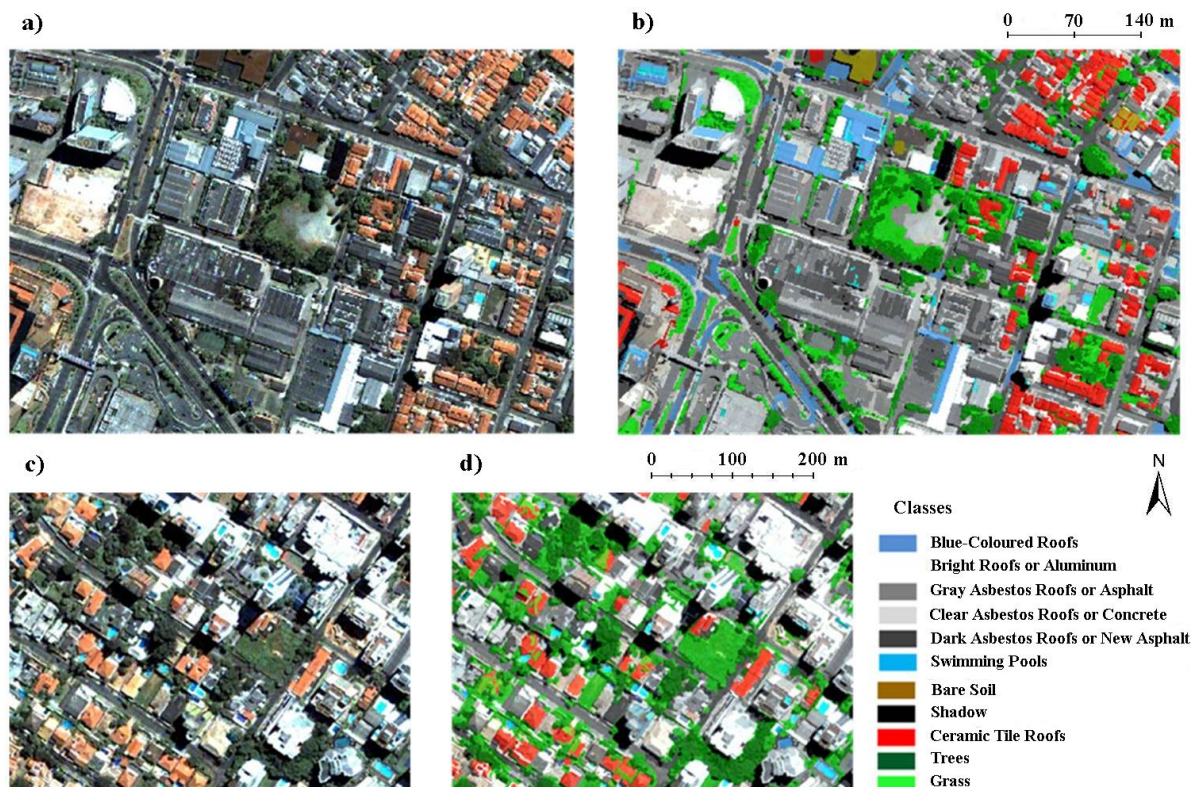 a)
b)
0 70 140 m
c)
d)
0 100 200 m
N
Classes
Blue-Coloured Roofs
Bright Roofs or Aluminum
Gray Asbestos Roofs or Asphalt
Clear Asbestos Roofs or Concrete
Dark Asbestos Roofs or New Asphalt
Swimming Pools
Bare Soil
Shadow
Ceramic Tile Roofs
Trees
Grass